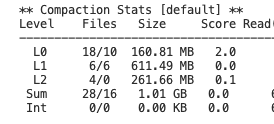 ** Compaction Stats [default] **
Level Files Size Score Read(
L0 18/10 160.81 MB 2.0
L1 6/6 611.49 MB 0.0
L2 4/0 261.66 MB 0.1
Sum 28/16 1.01 GB 0.0
Int 0/0 0.00 KB 0.0